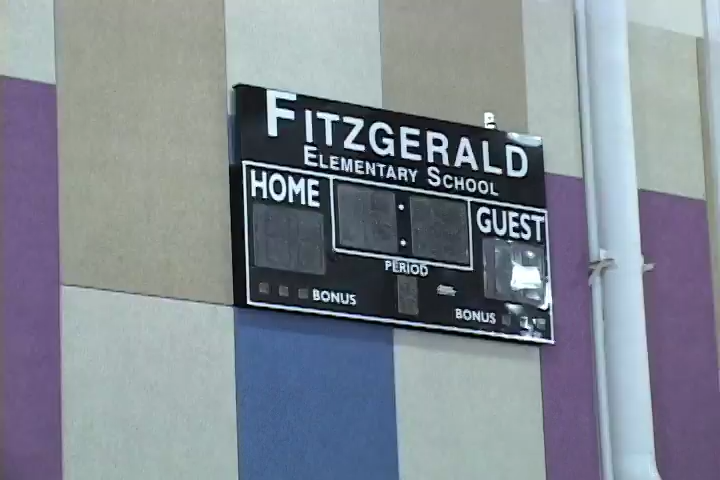 FITZGERALD
ELEMENTARY SCHOOL
HOME
GUEST
PERIOD
BONUS
BONUS